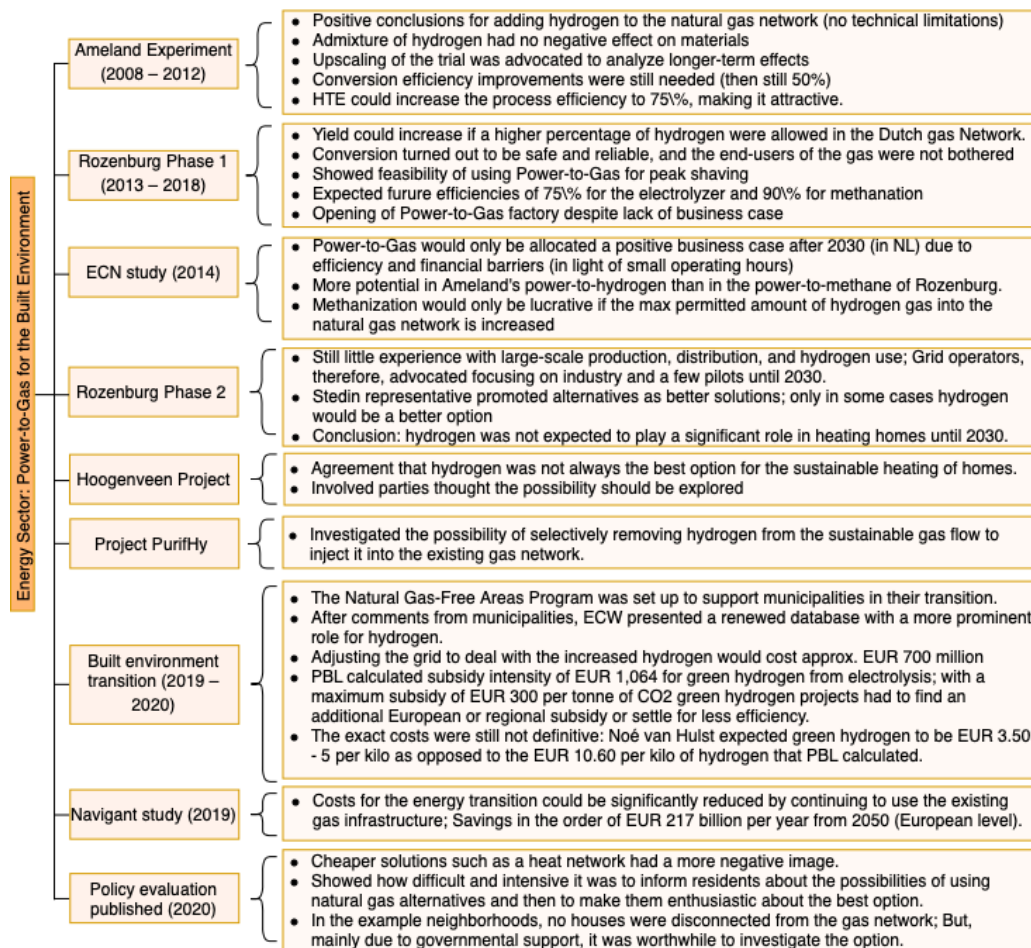 Energy Sector: Power-to-Gas for the Built Environment
Ameland Experiment
(2008 – 2012)
• Positive conclusions for adding hydrogen to the natural gas network (no technical limitations)
• Admixture of hydrogen had no negative effect on materials
• Upscaling of the trial was advocated to analyze longer-term effects
• Conversion efficiency improvements were still needed (then still 50%)
• HTE could increase the process efficiency to 75\%, making it attractive.
Rozenburg Phase 1
(2013 – 2018)
• Yield could increase if a higher percentage of hydrogen were allowed in the Dutch gas Network.
• Conversion turned out to be safe and reliable, and the end-users of the gas were not bothered
• Showed feasibility of using Power-to-Gas for peak shaving
• Expected furure efficiencies of 75\% for the electrolyzer and 90\% for methanation
• Opening of Power-to-Gas factory despite lack of business case
ECN study (2014)
• Power-to-Gas would only be allocated a positive business case after 2030 (in NL) due to
efficiency and financial barriers (in light of small operating hours)
• More potential in Ameland's power-to-hydrogen than in the power-to-methane of Rozenburg.
• Methanization would only be lucrative if the max permitted amount of hydrogen gas into the
natural gas network is increased
Rozenburg Phase 2
• Still little experience with large-scale production, distribution, and hydrogen use; Grid operators,
therefore, advocated focusing on industry and a few pilots until 2030.
• Stedin representative promoted alternatives as better solutions; only in some cases hydrogen
would be a better option
• Conclusion: hydrogen was not expected to play a significant role in heating homes until 2030.
Hoogenveen Project
• Agreement that hydrogen was not always the best option for the sustainable heating of homes.
• Involved parties thought the possibility should be explored
Project PurifHy
• Investigated the possibility of selectively removing hydrogen from the sustainable gas flow to
inject it into the existing gas network.
Built environment
transition (2019 –
2020)
• The Natural Gas-Free Areas Program was set up to support municipalities in their transition.
• After comments from municipalities, ECW presented a renewed database with a more prominent
role for hydrogen.
• Adjusting the grid to deal with the increased hydrogen would cost approx. EUR 700 million
• PBL calculated subsidy intensity of EUR 1,064 for green hydrogen from electrolysis; with a
maximum subsidy of EUR 300 per tonne of CO2 green hydrogen projects had to find an
additional European or regional subsidy or settle for less efficiency.
• The exact costs were still not definitive: Noé van Hulst expected green hydrogen to be EUR 3.50
- 5 per kilo as opposed to the EUR 10.60 per kilo of hydrogen that PBL calculated.
Navigant study (2019)
• Costs for the energy transition could be significantly reduced by continuing to use the existing
gas infrastructure; Savings in the order of EUR 217 billion per year from 2050 (European level).
Policy evaluation
published (2020)
• Cheaper solutions such as a heat network had a more negative image.
• Showed how difficult and intensive it was to inform residents about the possibilities of using
natural gas alternatives and then to make them enthusiastic about the best option.
• In the example neighborhoods, no houses were disconnected from the gas network; But,
mainly due to governmental support, it was worthwhile to investigate the option.